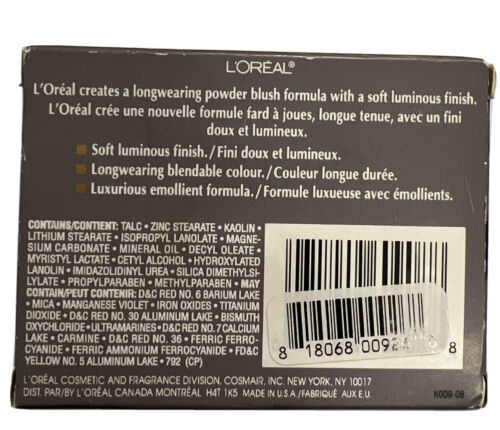 L'ORÉAL®
L'Oréal creates a longwearing powder blush formula with a soft luminous finish.
L'Oréal crée une nouvelle formule fard à joues, longue tenue, avec un fini
doux et lumineux.
Soft luminous finish./Fini doux et lumineux.
Longwearing blendable colour./Couleur longue durée.
Luxurious emollient formula./Formule luxueuse avec émollients.
CONTAINS/CONTIENT: TALC • ZINC STEARATE • KAOLIN •
LITHIUM STEARATE • ISOPROPYL LANOLATE • MAGNE-
SIUM CARBONATE • MINERAL OIL • DECYL OLEATE •
MYRISTYL LACTATE • CETYL ALCOHOL • HYDROXYLATED
LANOLIN • IMIDAZOLIDINYL UREA • SILICA DIMETHYLSI-
LYLATE • PROPYLPARABEN • METHYLPARABEN • MAY
CONTAIN/PEUT CONTENIR: D&C RED NO. 6 BARIUM LAKE
• MICA • MANGANESE VIOLET • IRON OXIDES • TITANIUM
DIOXIDE • D&C RED NO. 30 ALUMINUM LAKE • BISMUTH
OXYCHLORIDE • ULTRAMARINES • D&C RED NO. 7 CALCIUM
LAKE • CARMINE • D&C RED NO. 36 • FERRIC FERRO-
CYANIDE • FERRIC AMMONIUM FERROCYANIDE • FD&C
YELLOW NO. 5 ALUMINUM LAKE • 792 (CP)
8 18068 00924 8
L'ORÉAL COSMETIC AND FRAGRANCE DIVISION, COSMAIR, INC. NEW YORK, NY 10017
DIST PAR/BY L'ORÉAL CANADA MONTRÉAL H4T 1K5 MADE IN U.S.A./FABRIQUÉ AUX E.U.
K009-08